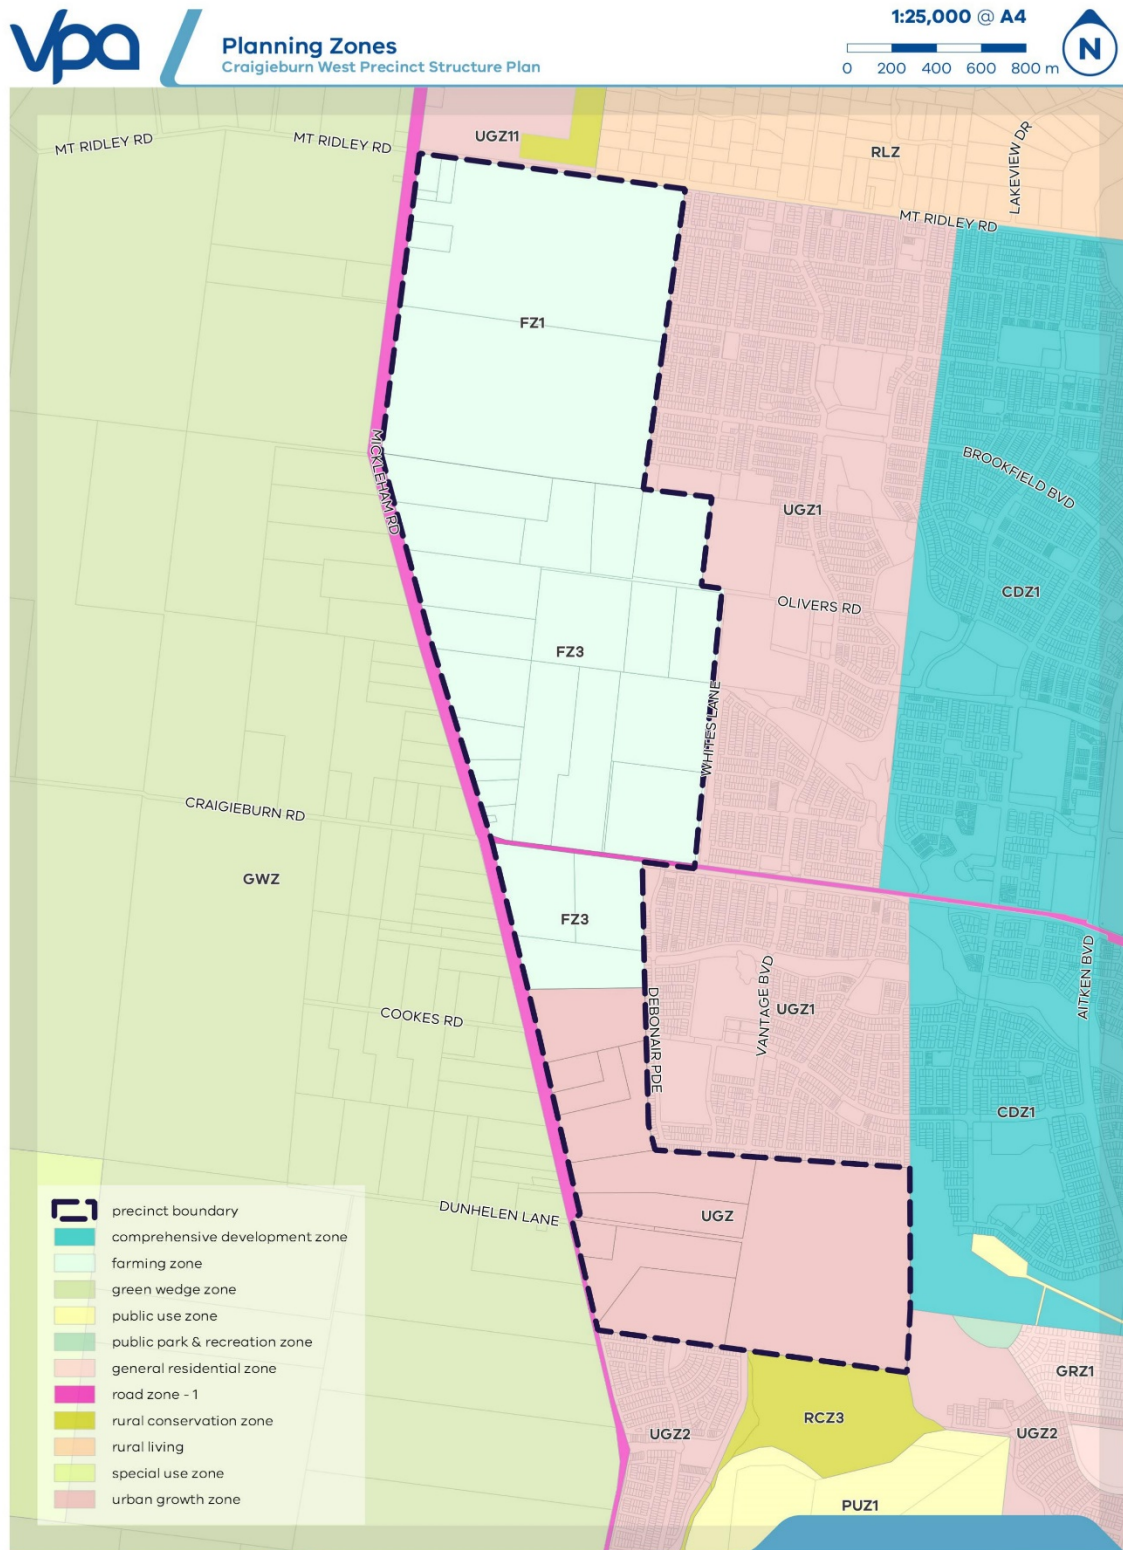 vpa
Planning Zones
Craigieburn West Precinct Structure Plan
1:25,000 @ A4
0 200 400 600 800 m
N
MT RIDLEY RD
MT RIDLEY RD
UGZ11
RLZ
LAKEVIEW DR
MT RIDLEY RD
FZ1
MICKLEHAM RD
BROOKFIELD BVD
UGZ1
CDZ1
OLIVERS RD
FZ3
WHITES LANE
CRAIGIEBURN RD
GWZ
FZ3
AITKEN BVD
VANTAGE BVD
UGZ1
DEBONAIR PDE
COOKES RD
CDZ1
DUNHELEN LANE
UGZ
GRZ1
RCZ3
UGZ2
UGZ2
PUZ1
precinct boundary
comprehensive development zone
farming zone
green wedge zone
public use zone
public park & recreation zone
general residential zone
road zone - 1
rural conservation zone
rural living
special use zone
urban growth zone